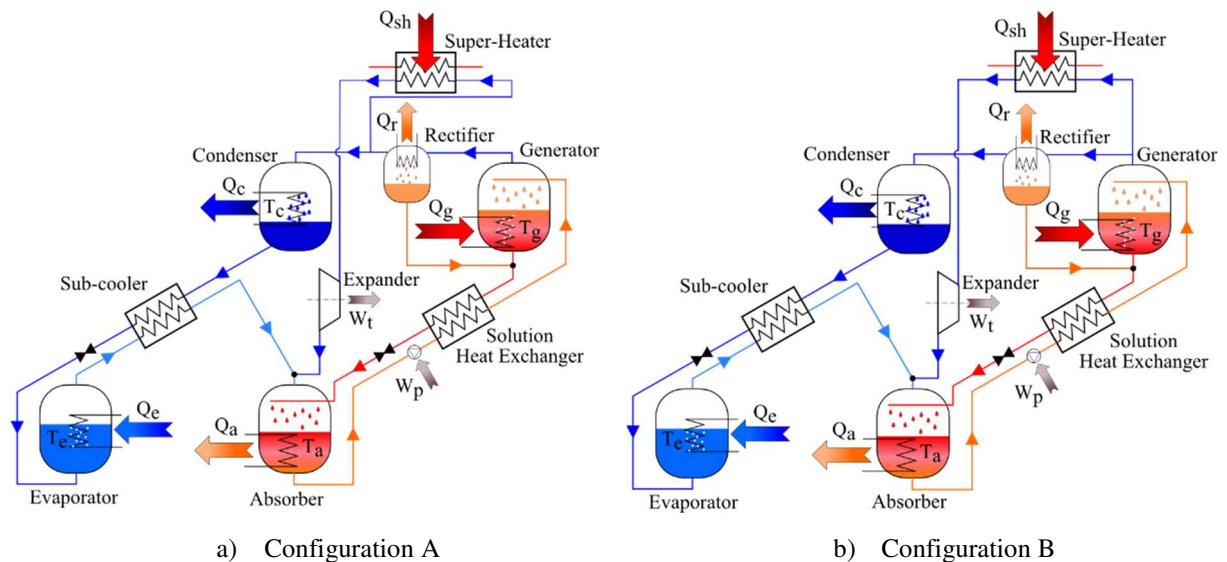 Qsh
Super-Heater
Qr
Rectifier
Condenser
Generator
Qc
Tc
Qg
Tg
Sub-cooler
Expander
Wt
Solution
Heat Exchanger
Wp
Qe
Te
Qa
Ta
Evaporator
Absorber
a) Configuration A
Qsh
Super-Heater
Qr
Rectifier
Condenser
Generator
Qc
Tc
Qg
Tg
Sub-cooler
Expander
Wt
Solution
Heat Exchanger
Wp
Qe
Te
Qa
Ta
Evaporator
Absorber
b) Configuration B